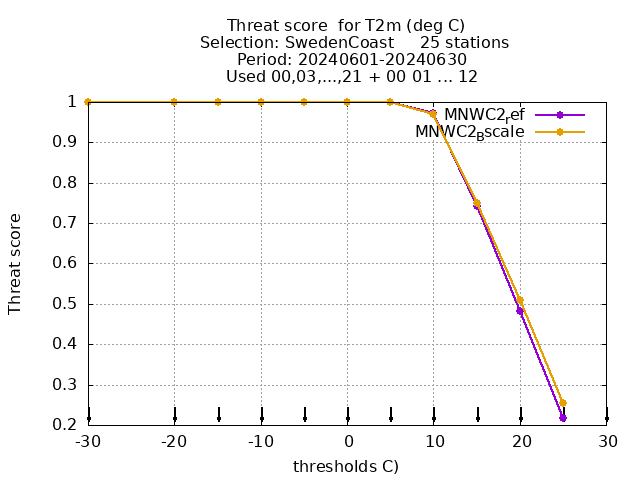 Threat score  for T2m (deg C)
Selection: SwedenCoast     25 stations
Period: 20240601-20240630
Used 00,03,...,21 + 00 01 ... 12
MNWC2ref
MNWC2Bscale
1
0.9
0.8
0.7
0.6
0.5
0.4
0.3
0.2
Threat score
-30
-20
-10
0
10
20
30
thresholds C)